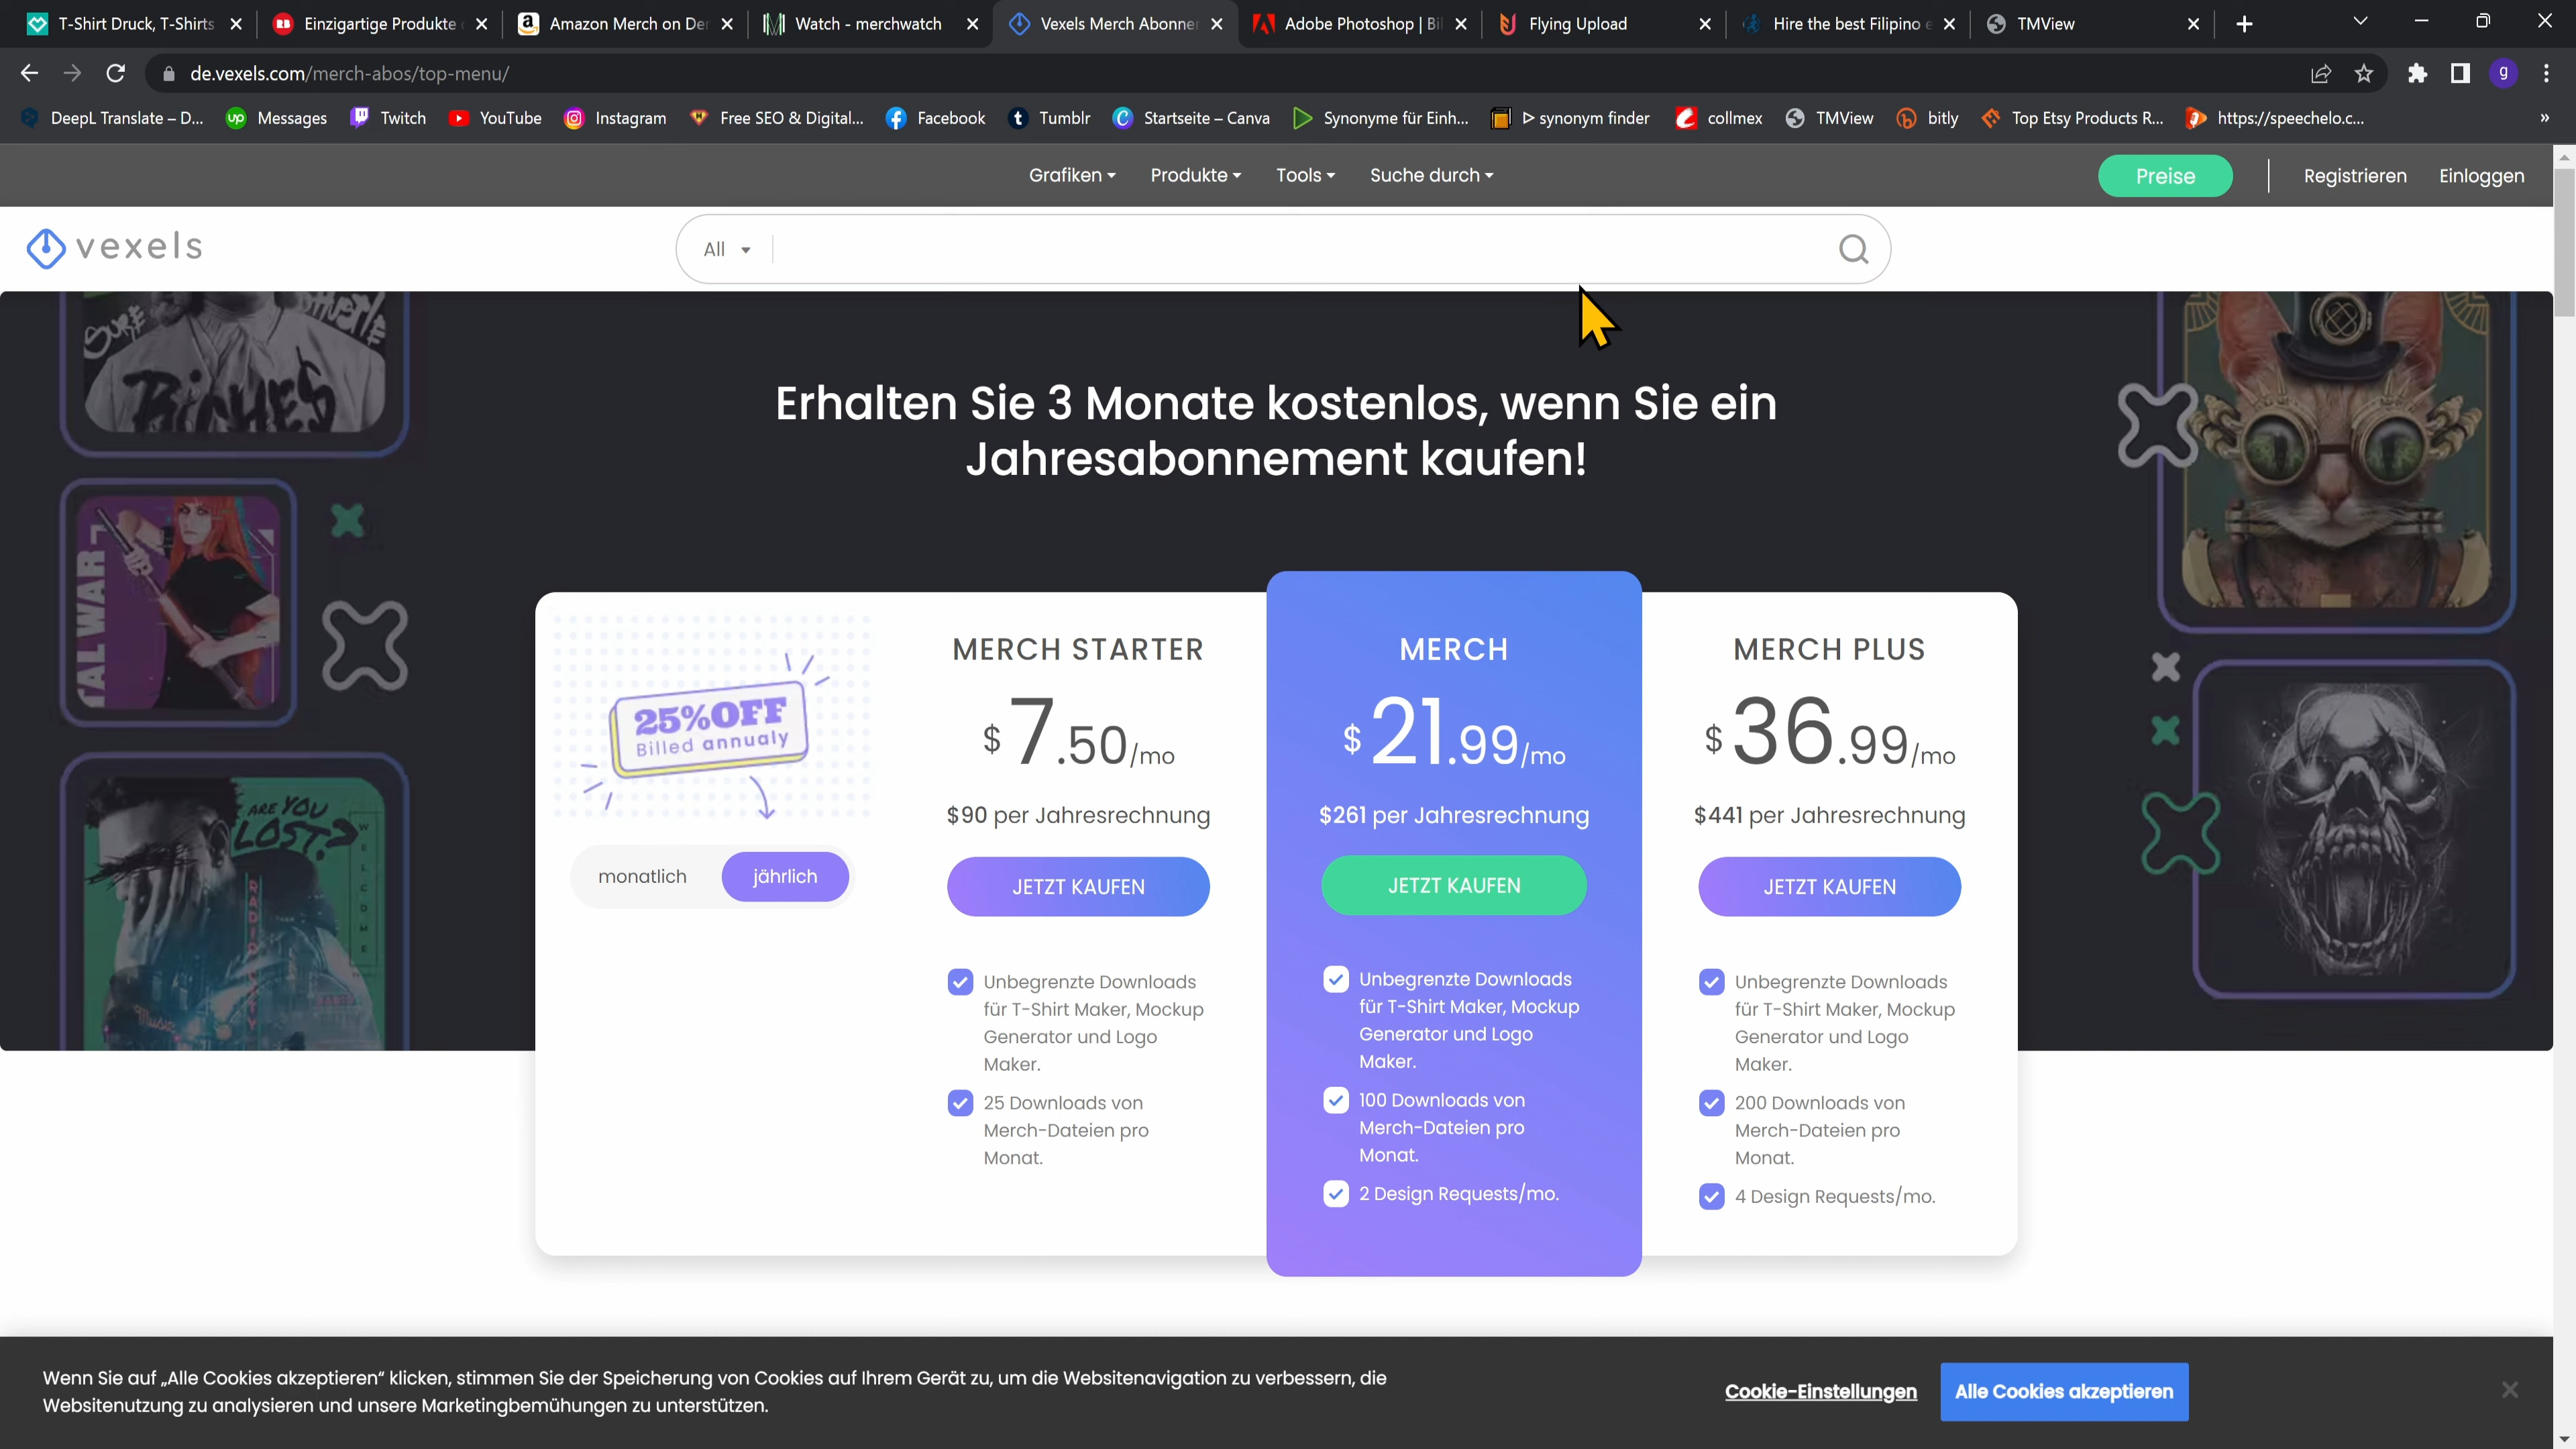 T-Shirt Druck, T-Shirts
Einzigartige Produkte
Amazon Merch on De
Watch - merchwatch
Vexels Merch Abonne
Adobe Photoshop | Bi
Flying Upload
Hire the best Filipino e
TMView
de.vexels.com/merch-abos/top-menu/
g
DeepL Translate – D...
Messages
Twitch
YouTube
Instagram
Free SEO & Digital...
Facebook
Tumblr
Startseite – Canva
Synonyme für Einh...
ᐅ synonym finder
collmex
TMView
bitly
Top Etsy Products R...
https://speechelo.c...
»
Grafiken
Produkte
Tools
Suche durch
Preise
Registrieren
Einloggen
vexels
All
Erhalten Sie 3 Monate kostenlos, wenn Sie ein
Jahresabonnement kaufen!
RICHES
TAL WAR
ARE YOU
LOST?
25%OFF
Billed annualy
monatlich
jährlich
MERCH STARTER
$7.50/mo
$90 per Jahresrechnung
JETZT KAUFEN
Unbegrenzte Downloads
für T-Shirt Maker, Mockup
Generator und Logo
Maker.
25 Downloads von
Merch-Dateien pro
Monat.
MERCH
$21.99/mo
$261 per Jahresrechnung
JETZT KAUFEN
Unbegrenzte Downloads
für T-Shirt Maker, Mockup
Generator und Logo
Maker.
100 Downloads von
Merch-Dateien pro
Monat.
2 Design Requests/mo.
MERCH PLUS
$36.99/mo
$441 per Jahresrechnung
JETZT KAUFEN
Unbegrenzte Downloads
für T-Shirt Maker, Mockup
Generator und Logo
Maker.
200 Downloads von
Merch-Dateien pro
Monat.
4 Design Requests/mo.
Wenn Sie auf „Alle Cookies akzeptieren“ klicken, stimmen Sie der Speicherung von Cookies auf Ihrem Gerät zu, um die Websitenavigation zu verbessern, die
Websitenutzung zu analysieren und unsere Marketingbemühungen zu unterstützen.
Cookie-Einstellungen
Alle Cookies akzeptieren